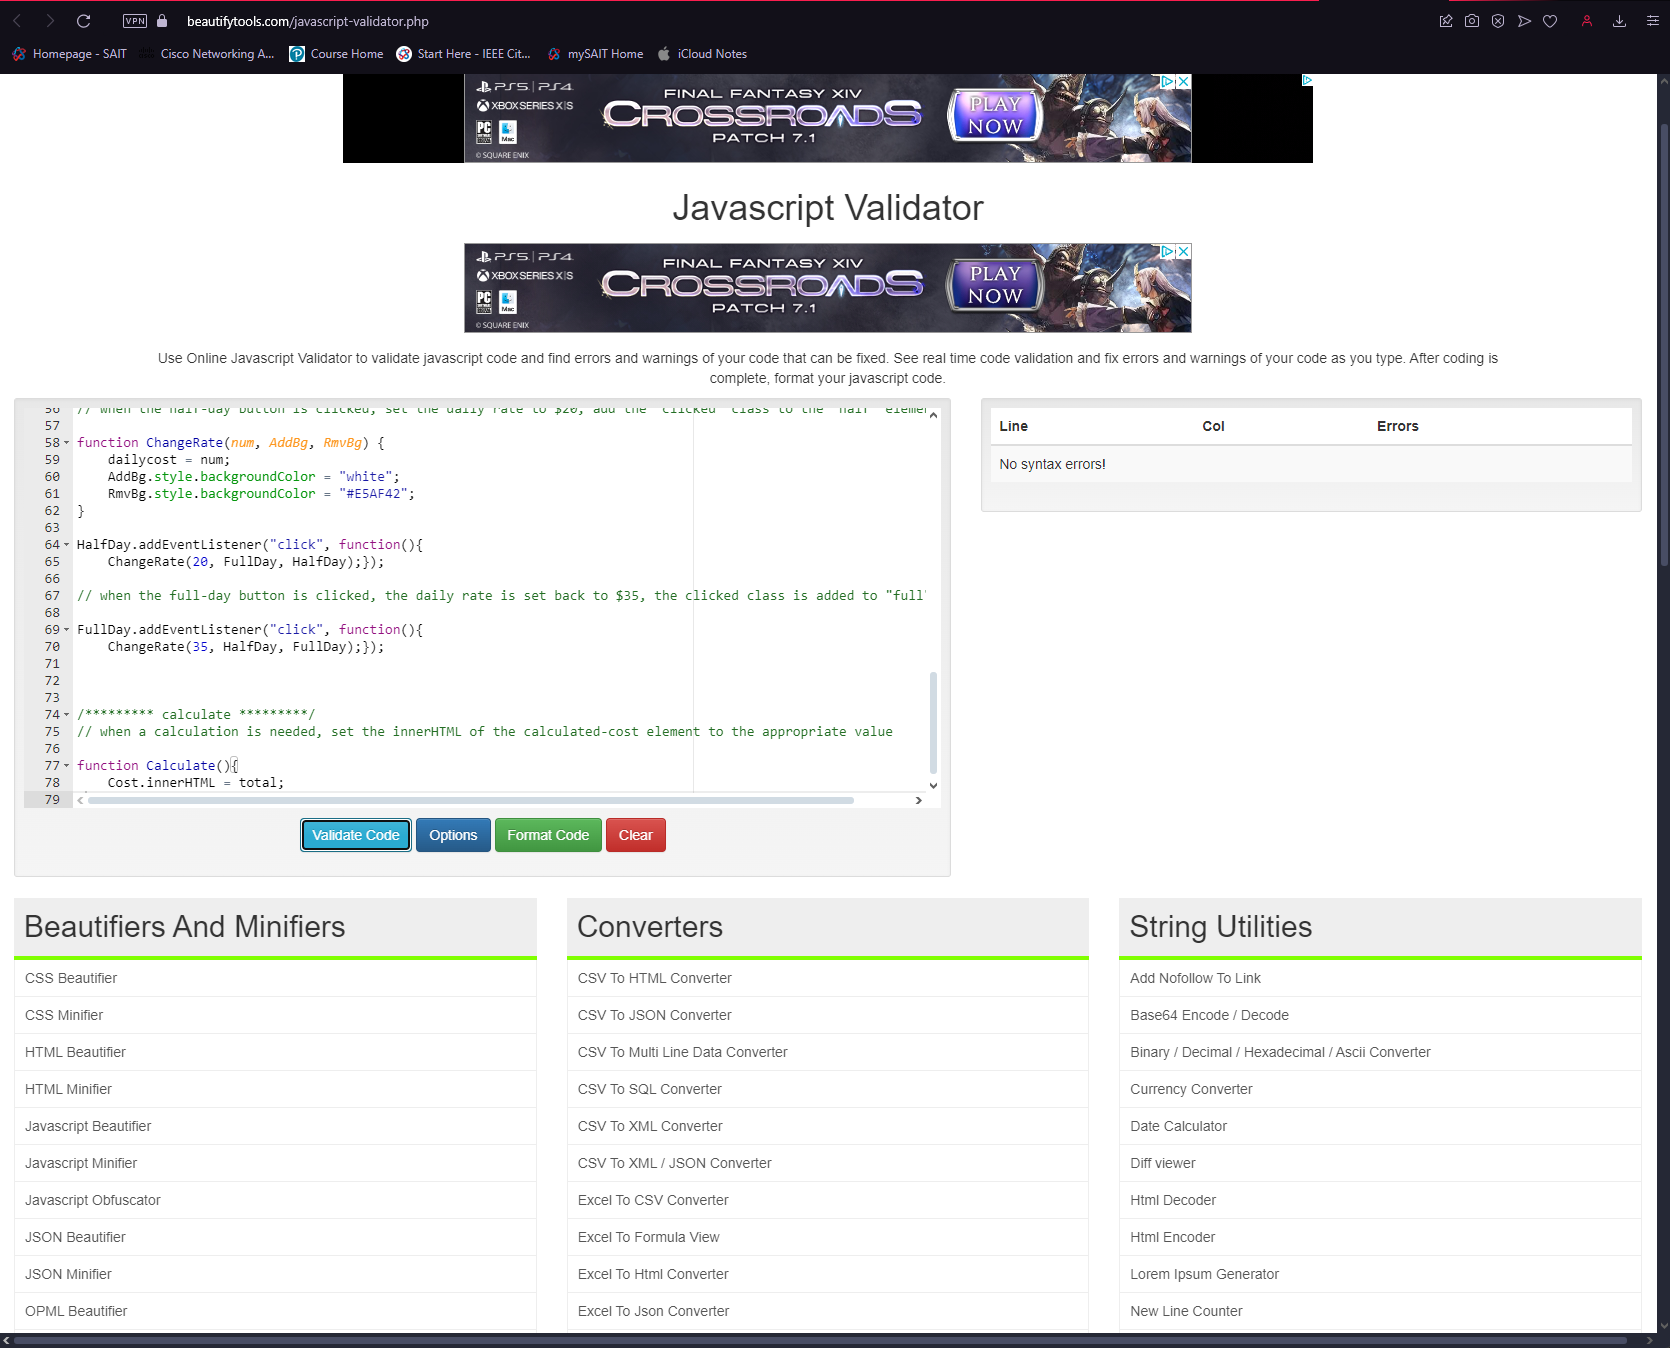 VPN beautifytools.com/javascript-validator.php
Homepage - SAIT Cisco Networking A... Course Home Start Here - IEEE Cit... mySAIT Home iCloud Notes
PS5 | PS4
XBOX SERIES X|S
PC Mac
© SQUARE ENIX
FINAL FANTASY XIV
CROSSROADS
PATCH 7.1
PLAY NOW
Javascript Validator
PS5 | PS4
XBOX SERIES X|S
PC Mac
© SQUARE ENIX
FINAL FANTASY XIV
CROSSROADS
PATCH 7.1
PLAY NOW
Use Online Javascript Validator to validate javascript code and find errors and warnings of your code that can be fixed. See real time code validation and fix errors and warnings of your code as you type. After coding is
complete, format your javascript code.
56 // when the half-day button is clicked, set the daily rate to $20, add the "clicked" class to the "half" elemen
57
58 function ChangeRate(num, AddBg, RmvBg) {
59 dailycost = num;
60 AddBg.style.backgroundColor = "white";
61 RmvBg.style.backgroundColor = "#E5AF42";
62 }
63
64 HalfDay.addEventListener("click", function(){
65 ChangeRate(20, FullDay, HalfDay);});
66
67 // when the full-day button is clicked, the daily rate is set back to $35, the clicked class is added to "full"
68
69 FullDay.addEventListener("click", function(){
70 ChangeRate(35, HalfDay, FullDay);});
71
72
73
74 /********* calculate *********/
75 // when a calculation is needed, set the innerHTML of the calculated-cost element to the appropriate value
76
77 function Calculate(){
78 Cost.innerHTML = total;
79
Validate Code Options Format Code Clear
Line Col Errors
No syntax errors!
Beautifiers And Minifiers
CSS Beautifier
CSS Minifier
HTML Beautifier
HTML Minifier
Javascript Beautifier
Javascript Minifier
Javascript Obfuscator
JSON Beautifier
JSON Minifier
OPML Beautifier
Converters
CSV To HTML Converter
CSV To JSON Converter
CSV To Multi Line Data Converter
CSV To SQL Converter
CSV To XML Converter
CSV To XML / JSON Converter
Excel To CSV Converter
Excel To Formula View
Excel To Html Converter
Excel To Json Converter
String Utilities
Add Nofollow To Link
Base64 Encode / Decode
Binary / Decimal / Hexadecimal / Ascii Converter
Currency Converter
Date Calculator
Diff viewer
Html Decoder
Html Encoder
Lorem Ipsum Generator
New Line Counter